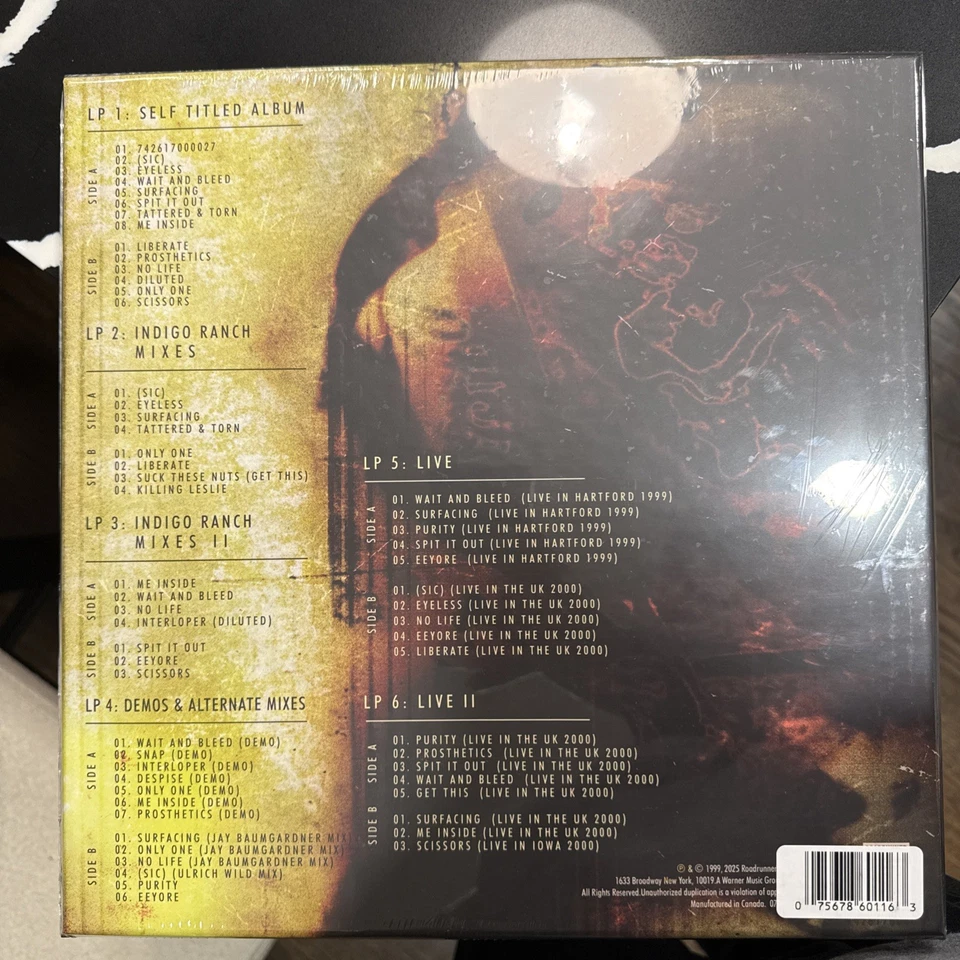 LP 1: SELF TITLED ALBUM
SIDE A
01. 742617000027
02. (SIC)
03. EYELESS
04. WAIT AND BLEED
05. SURFACING
06. SPIT IT OUT
07. TATTERED & TORN
08. ME INSIDE
SIDE B
01. LIBERATE
02. PROSTHETICS
03. NO LIFE
04. DILUTED
05. ONLY ONE
06. SCISSORS
LP 2: INDIGO RANCH
MIXES
SIDE A
01. (SIC)
02. EYELESS
03. SURFACING
04. TATTERED & TORN
SIDE B
01. ONLY ONE
02. LIBERATE
03. SUCK THESE NUTS (GET THIS)
04. KILLING LESLIE
LP 3: INDIGO RANCH
MIXES II
SIDE A
01. ME INSIDE
02. WAIT AND BLEED
03. NO LIFE
04. INTERLOPER (DILUTED)
SIDE B
01. SPIT IT OUT
02. EEYORE
03. SCISSORS
LP 4: DEMOS & ALTERNATE MIXES
SIDE A
01. WAIT AND BLEED (DEMO)
02. SNAP (DEMO)
03. INTERLOPER (DEMO)
04. DESPISE (DEMO)
05. ONLY ONE (DEMO)
06. ME INSIDE (DEMO)
07. PROSTHETICS (DEMO)
SIDE B
01. SURFACING (JAY BAUMGARDNER MIX)
02. ONLY ONE (JAY BAUMGARDNER MIX)
03. NO LIFE (JAY BAUMGARDNER MIX)
04. (SIC) (ULRICH WILD MIX)
05. PURITY
06. EEYORE
LP 5: LIVE
SIDE A
01. WAIT AND BLEED (LIVE IN HARTFORD 1999)
02. SURFACING (LIVE IN HARTFORD 1999)
03. PURITY (LIVE IN HARTFORD 1999)
04. SPIT IT OUT (LIVE IN HARTFORD 1999)
05. EEYORE (LIVE IN HARTFORD 1999)
SIDE B
01. (SIC) (LIVE IN THE UK 2000)
02. EYELESS (LIVE IN THE UK 2000)
03. NO LIFE (LIVE IN THE UK 2000)
04. EEYORE (LIVE IN THE UK 2000)
05. LIBERATE (LIVE IN THE UK 2000)
LP 6: LIVE II
SIDE A
01. PURITY (LIVE IN THE UK 2000)
02. PROSTHETICS (LIVE IN THE UK 2000)
03. SPIT IT OUT (LIVE IN THE UK 2000)
04. WAIT AND BLEED (LIVE IN THE UK 2000)
05. GET THIS (LIVE IN THE UK 2000)
SIDE B
01. SURFACING (LIVE IN THE UK 2000)
02. ME INSIDE (LIVE IN THE UK 2000)
03. SCISSORS (LIVE IN IOWA 2000)
℗ & © 1999, 2025 Roadrunner
1633 Broadway New York, 10019. A Warner Music
All Rights Reserved. Unauthorized duplication is a violation of
Manufactured in Canada.
0 75678 60116 3